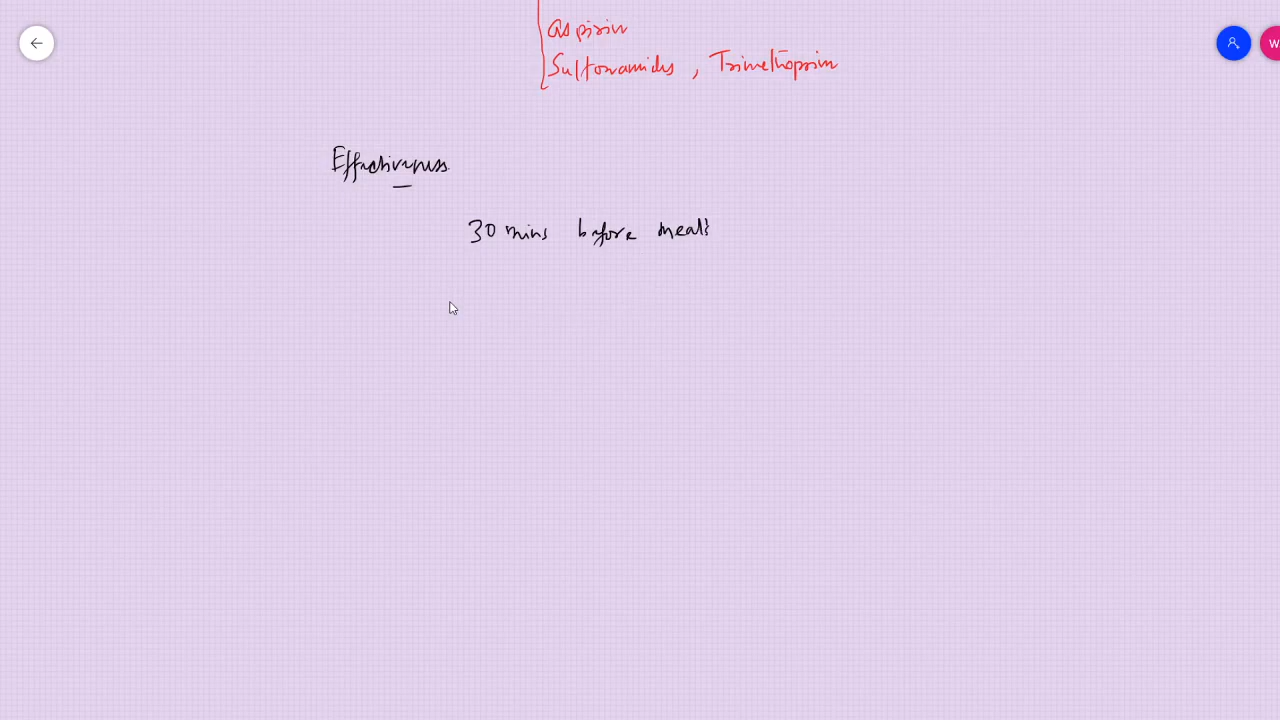 Aspirin
Sulfonamides , Trimethoprim
W
Effectiveness
30 mins before meals